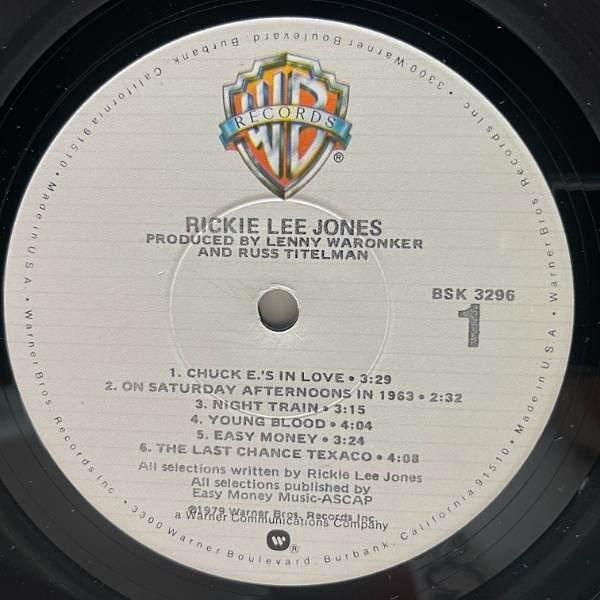 WB
RECORDS
®
RICKIE LEE JONES
PRODUCED BY LENNY WARONKER
AND RUSS TITELMAN
BSK 3296
1
1. CHUCK E.'S IN LOVE • 3:29
2. ON SATURDAY AFTERNOONS IN 1963 • 2:32
3. NIGHT TRAIN • 3:15
4. YOUNG BLOOD • 4:04
5. EASY MONEY • 3:24
6. THE LAST CHANCE TEXACO • 4:08
All selections written by Rickie Lee Jones
All selections published by
Easy Money Music-ASCAP
©1979 Warner Bros. Records Inc.
a Warner Communications Company
W ®
Warner Bros. Records Inc. • 3300 Warner Boulevard, Burbank, California 91510 • Made in U.S.A. • Warner Bros. Records Inc. • 3300 Warner Boulevard, Burbank, California 91510 • Made in U.S.A. •